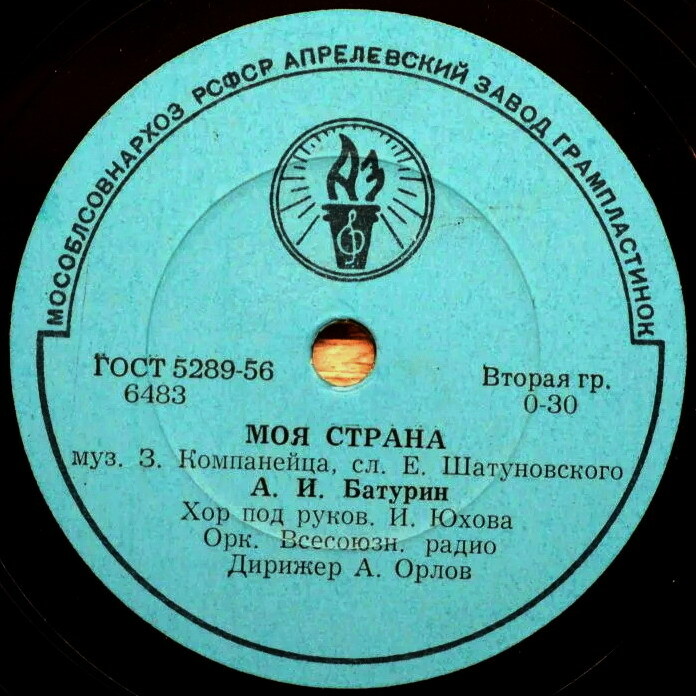 МОСОБЛСОВНАРХОЗ РСФСР АПРЕЛЕВСКИЙ ЗАВОД ГРАМПЛАСТИНОК
АЗ
ГОСТ 5289-56
6483
Вторая гр.
0-30
МОЯ СТРАНА
муз. З. Компанейца, сл. Е. Шатуновского
А. И. Батурин
Хор под руков. И. Юхова
Орк. Всесоюзн. радио
Дирижер А. Орлов